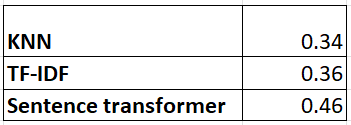 KNN 0.34
TF-IDF 0.36
Sentence transformer 0.46